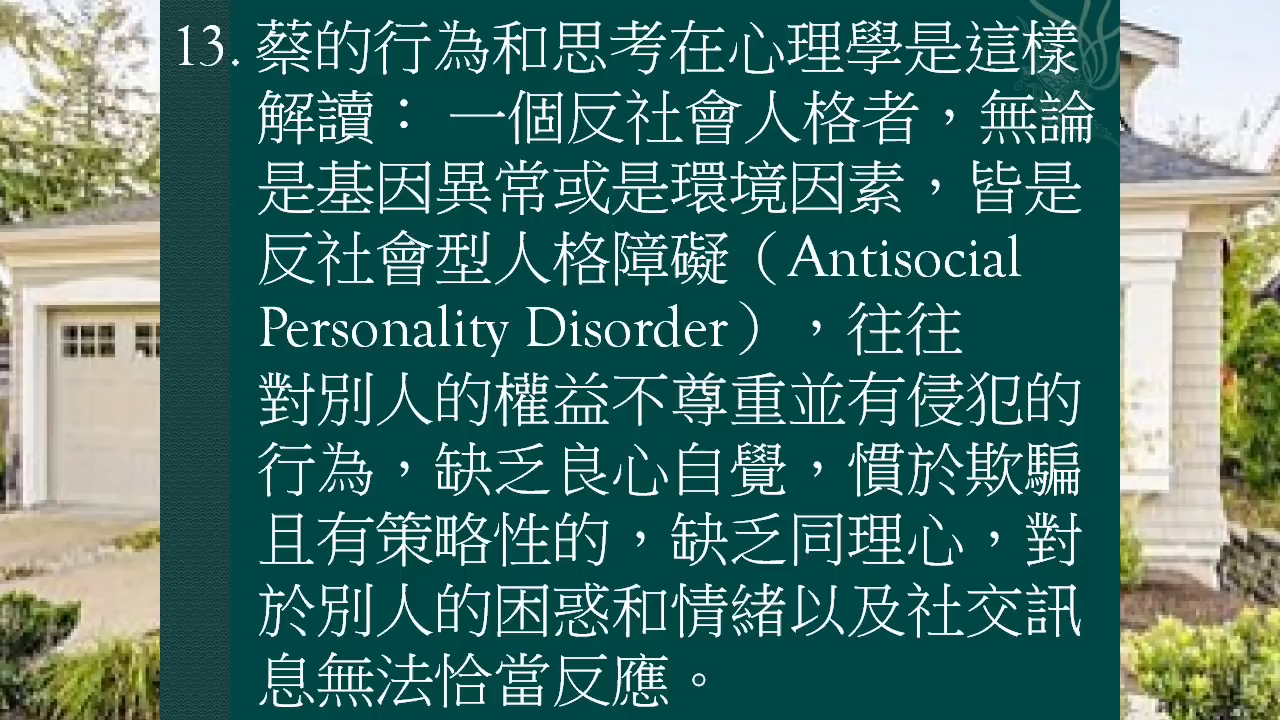 13. 蔡的行為和思考在心理學是這樣
解讀： 一個反社會人格者，無論
是基因異常或是環境因素，皆是
反社會型人格障礙（Antisocial
Personality Disorder），往往
對別人的權益不尊重並有侵犯的
行為，缺乏良心自覺，慣於欺騙
且有策略性的，缺乏同理心，對
於別人的困惑和情緒以及社交訊
息無法恰當反應。